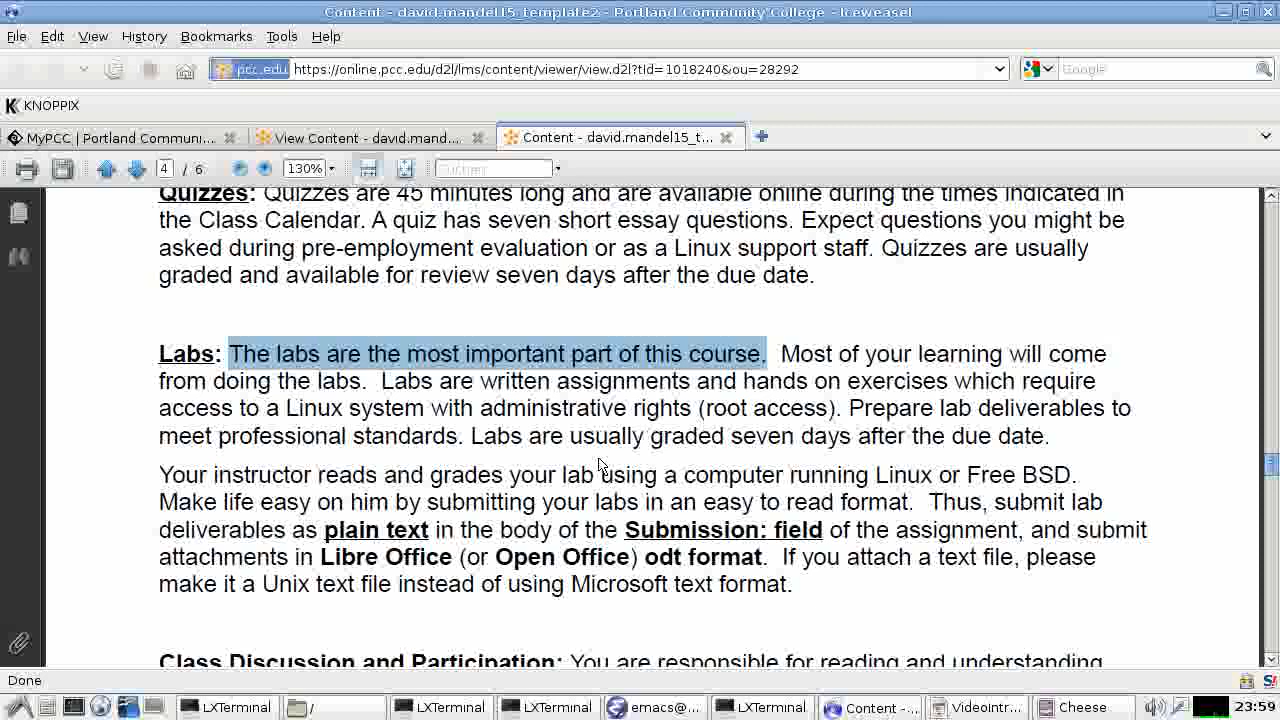 Content - david.mandel15_template2 - Portland Community College - Iceweasel
File Edit View History Bookmarks Tools Help
pcc.edu https://online.pcc.edu/d2l/lms/content/viewer/view.d2l?tId=1018240&ou=28292 Google
KNOPPIX
MyPCC | Portland Communi... View Content - david.mand... Content - david.mandel15_t...
4 / 6 130% Suchen
Quizzes: Quizzes are 45 minutes long and are available online during the times indicated in
the Class Calendar. A quiz has seven short essay questions. Expect questions you might be
asked during pre-employment evaluation or as a Linux support staff. Quizzes are usually
graded and available for review seven days after the due date.
Labs: The labs are the most important part of this course. Most of your learning will come
from doing the labs. Labs are written assignments and hands on exercises which require
access to a Linux system with administrative rights (root access). Prepare lab deliverables to
meet professional standards. Labs are usually graded seven days after the due date.
Your instructor reads and grades your lab using a computer running Linux or Free BSD.
Make life easy on him by submitting your labs in an easy to read format. Thus, submit lab
deliverables as plain text in the body of the Submission: field of the assignment, and submit
attachments in Libre Office (or Open Office) odt format. If you attach a text file, please
make it a Unix text file instead of using Microsoft text format.
Class Discussion and Participation: You are responsible for reading and understanding
Done
LXTerminal / LXTerminal LXTerminal emacs@... LXTerminal Content -... Videointr... Cheese 23:59